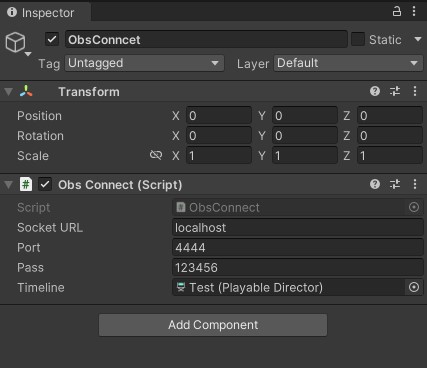 Inspector
ObsConncet
Static
Tag Untagged Layer Default
Transform
Position X 0 Y 0 Z 0
Rotation X 0 Y 0 Z 0
Scale X 1 Y 1 Z 1
Obs Connect (Script)
Script ObsConnect
Socket URL localhost
Port 4444
Pass 123456
Timeline Test (Playable Director)
Add Component